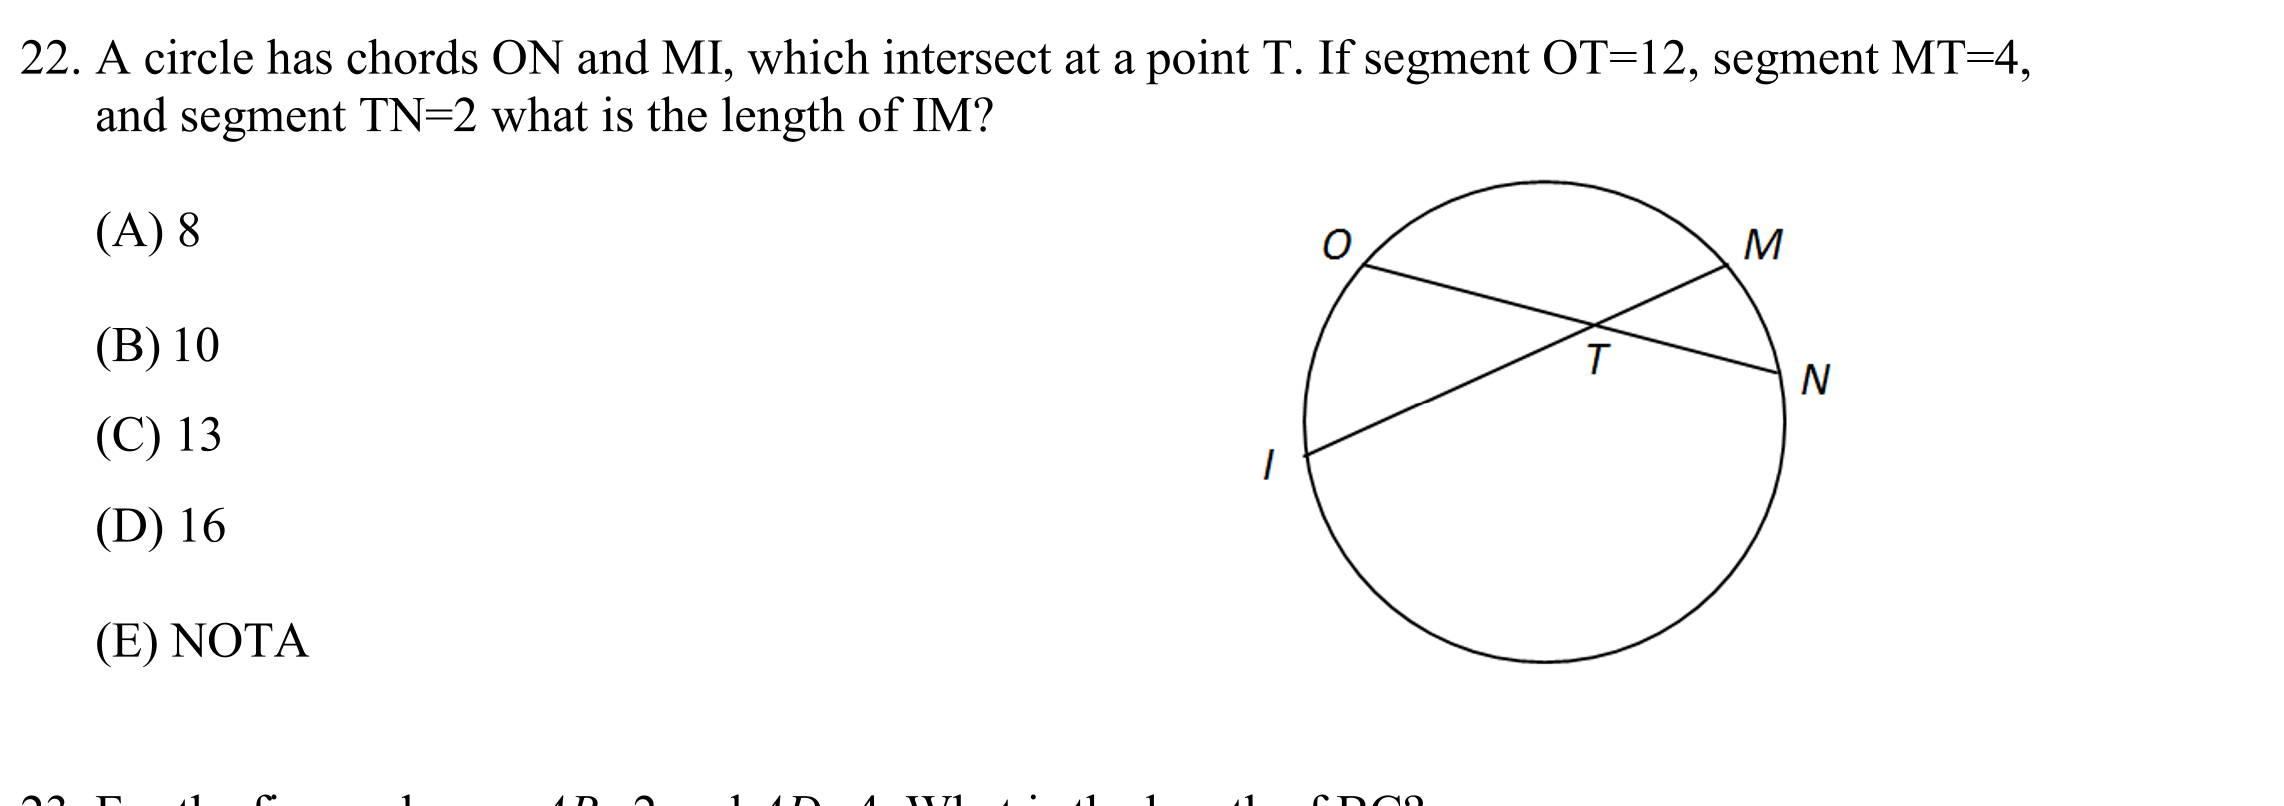 22. A circle has chords ON and MI, which intersect at a point T. If segment OT=12, segment MT=4,
and segment TN=2 what is the length of IM?
(A) 8
O
M
(B) 10
T
N
(C) 13
I
(D) 16
(E) NOTA